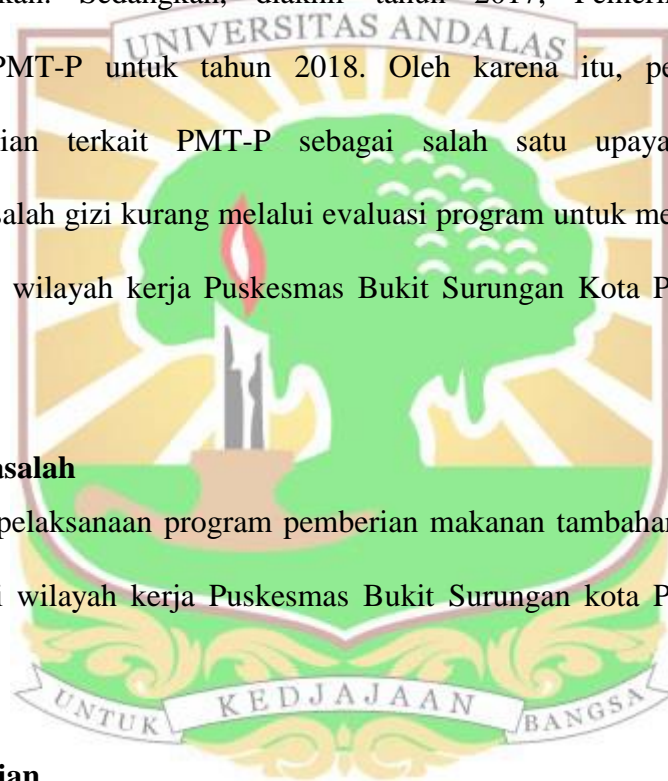 kan. Sedangkan, diakhir tahun 2017, Pemeri
UNIVERSITAS ANDALAS
PMT-P untuk tahun 2018. Oleh karena itu, pe
ian terkait PMT-P sebagai salah satu upaya
salah gizi kurang melalui evaluasi program untuk me
wilayah kerja Puskesmas Bukit Surungan Kota P
asalah
pelaksanaan program pemberian makanan tambahan
i wilayah kerja Puskesmas Bukit Surungan kota P
UNTUK KEDJAJAAN BANGSA
ian